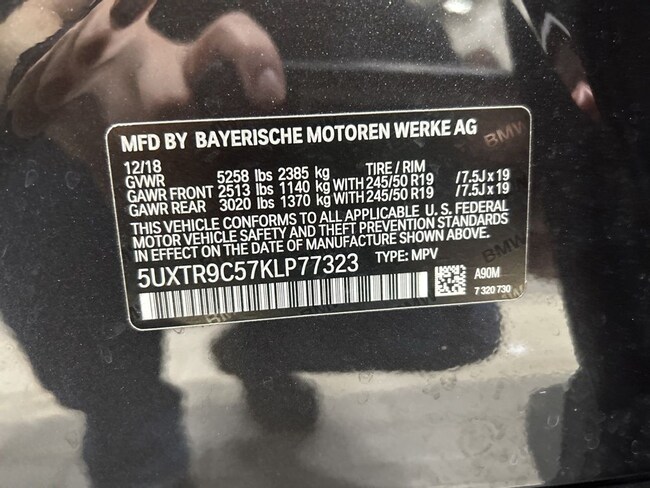 MFD BY BAYERISCHE MOTOREN WERKE AG
12/18 TIRE / RIM
GVWR 5258 lbs 2385 kg
GAWR FRONT 2513 lbs 1140 kg WITH 245/50 R19 /7.5J x 19
GAWR REAR 3020 lbs 1370 kg WITH 245/50 R19 /7.5J x 19
THIS VEHICLE CONFORMS TO ALL APPLICABLE U. S. FEDERAL
MOTOR VEHICLE SAFETY AND THEFT PREVENTION STANDARDS
IN EFFECT ON THE DATE OF MANUFACTURE SHOWN ABOVE.
5UXTR9C57KLP77323 TYPE: MPV
A90M
7 320 730
BMW
BMW